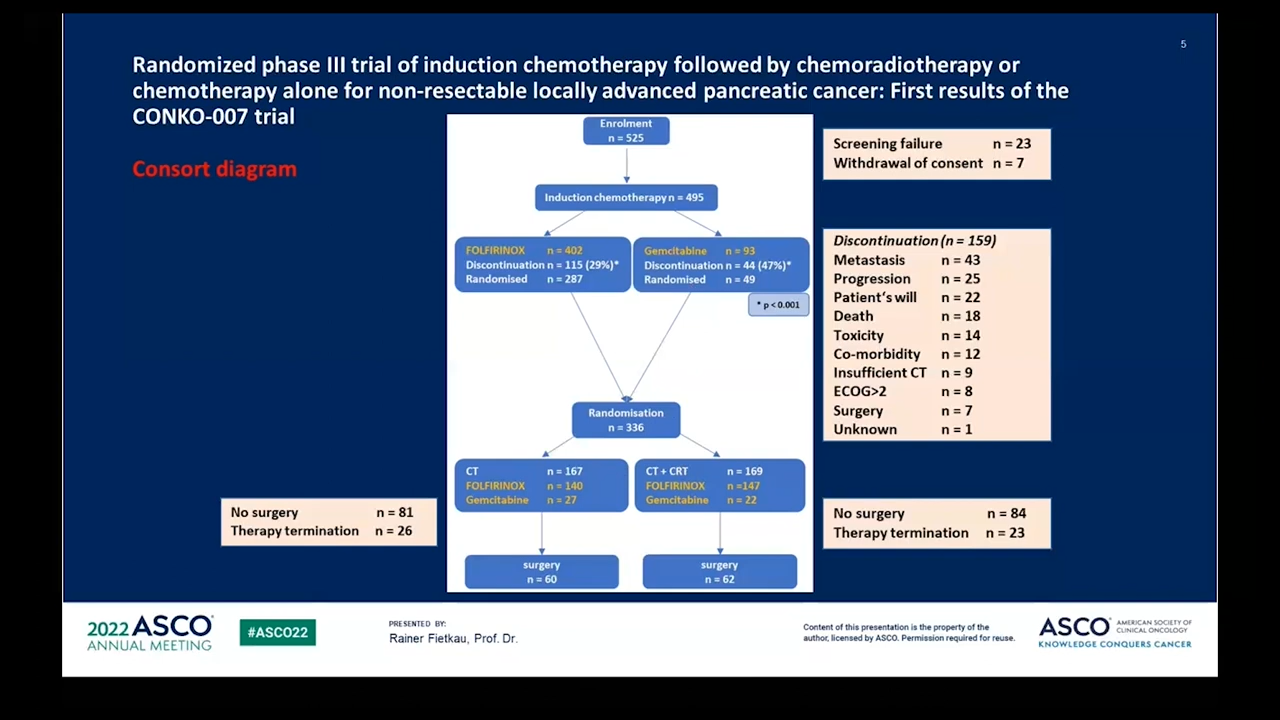 5
Randomized phase III trial of induction chemotherapy followed by chemoradiotherapy or
chemotherapy alone for non-resectable locally advanced pancreatic cancer: First results of the
CONKO-007 trial
Consort diagram
Enrolment
n = 525
Screening failure n = 23
Withdrawal of consent n = 7
Induction chemotherapy n = 495
FOLFIRINOX n = 402
Discontinuation n = 115 (29%)*
Randomised n = 287
Gemcitabine n = 93
Discontinuation n = 44 (47%)*
Randomised n = 49
* p < 0.001
Discontinuation (n = 159)
Metastasis n = 43
Progression n = 25
Patient‘s will n = 22
Death n = 18
Toxicity n = 14
Co-morbidity n = 12
Insufficient CT n = 9
ECOG>2 n = 8
Surgery n = 7
Unknown n = 1
Randomisation
n = 336
CT n = 167
FOLFIRINOX n = 140
Gemcitabine n = 27
CT + CRT n = 169
FOLFIRINOX n =147
Gemcitabine n = 22
No surgery n = 81
Therapy termination n = 26
No surgery n = 84
Therapy termination n = 23
surgery
n = 60
surgery
n = 62
2022 ASCO
ANNUAL MEETING
#ASCO22
PRESENTED BY:
Rainer Fietkau, Prof. Dr.
Content of this presentation is the property of the
author, licensed by ASCO. Permission required for reuse.
ASCO AMERICAN SOCIETY OF
CLINICAL ONCOLOGY
KNOWLEDGE CONQUERS CANCER